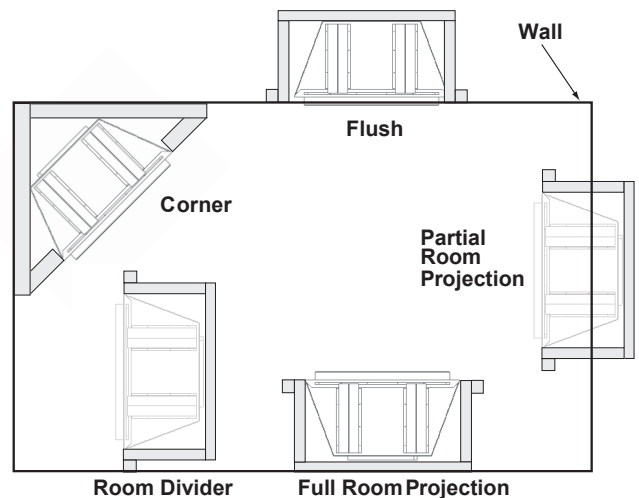 Wall
Flush
Corner
Partial
Room
Projection
Room Divider
Full Room Projection